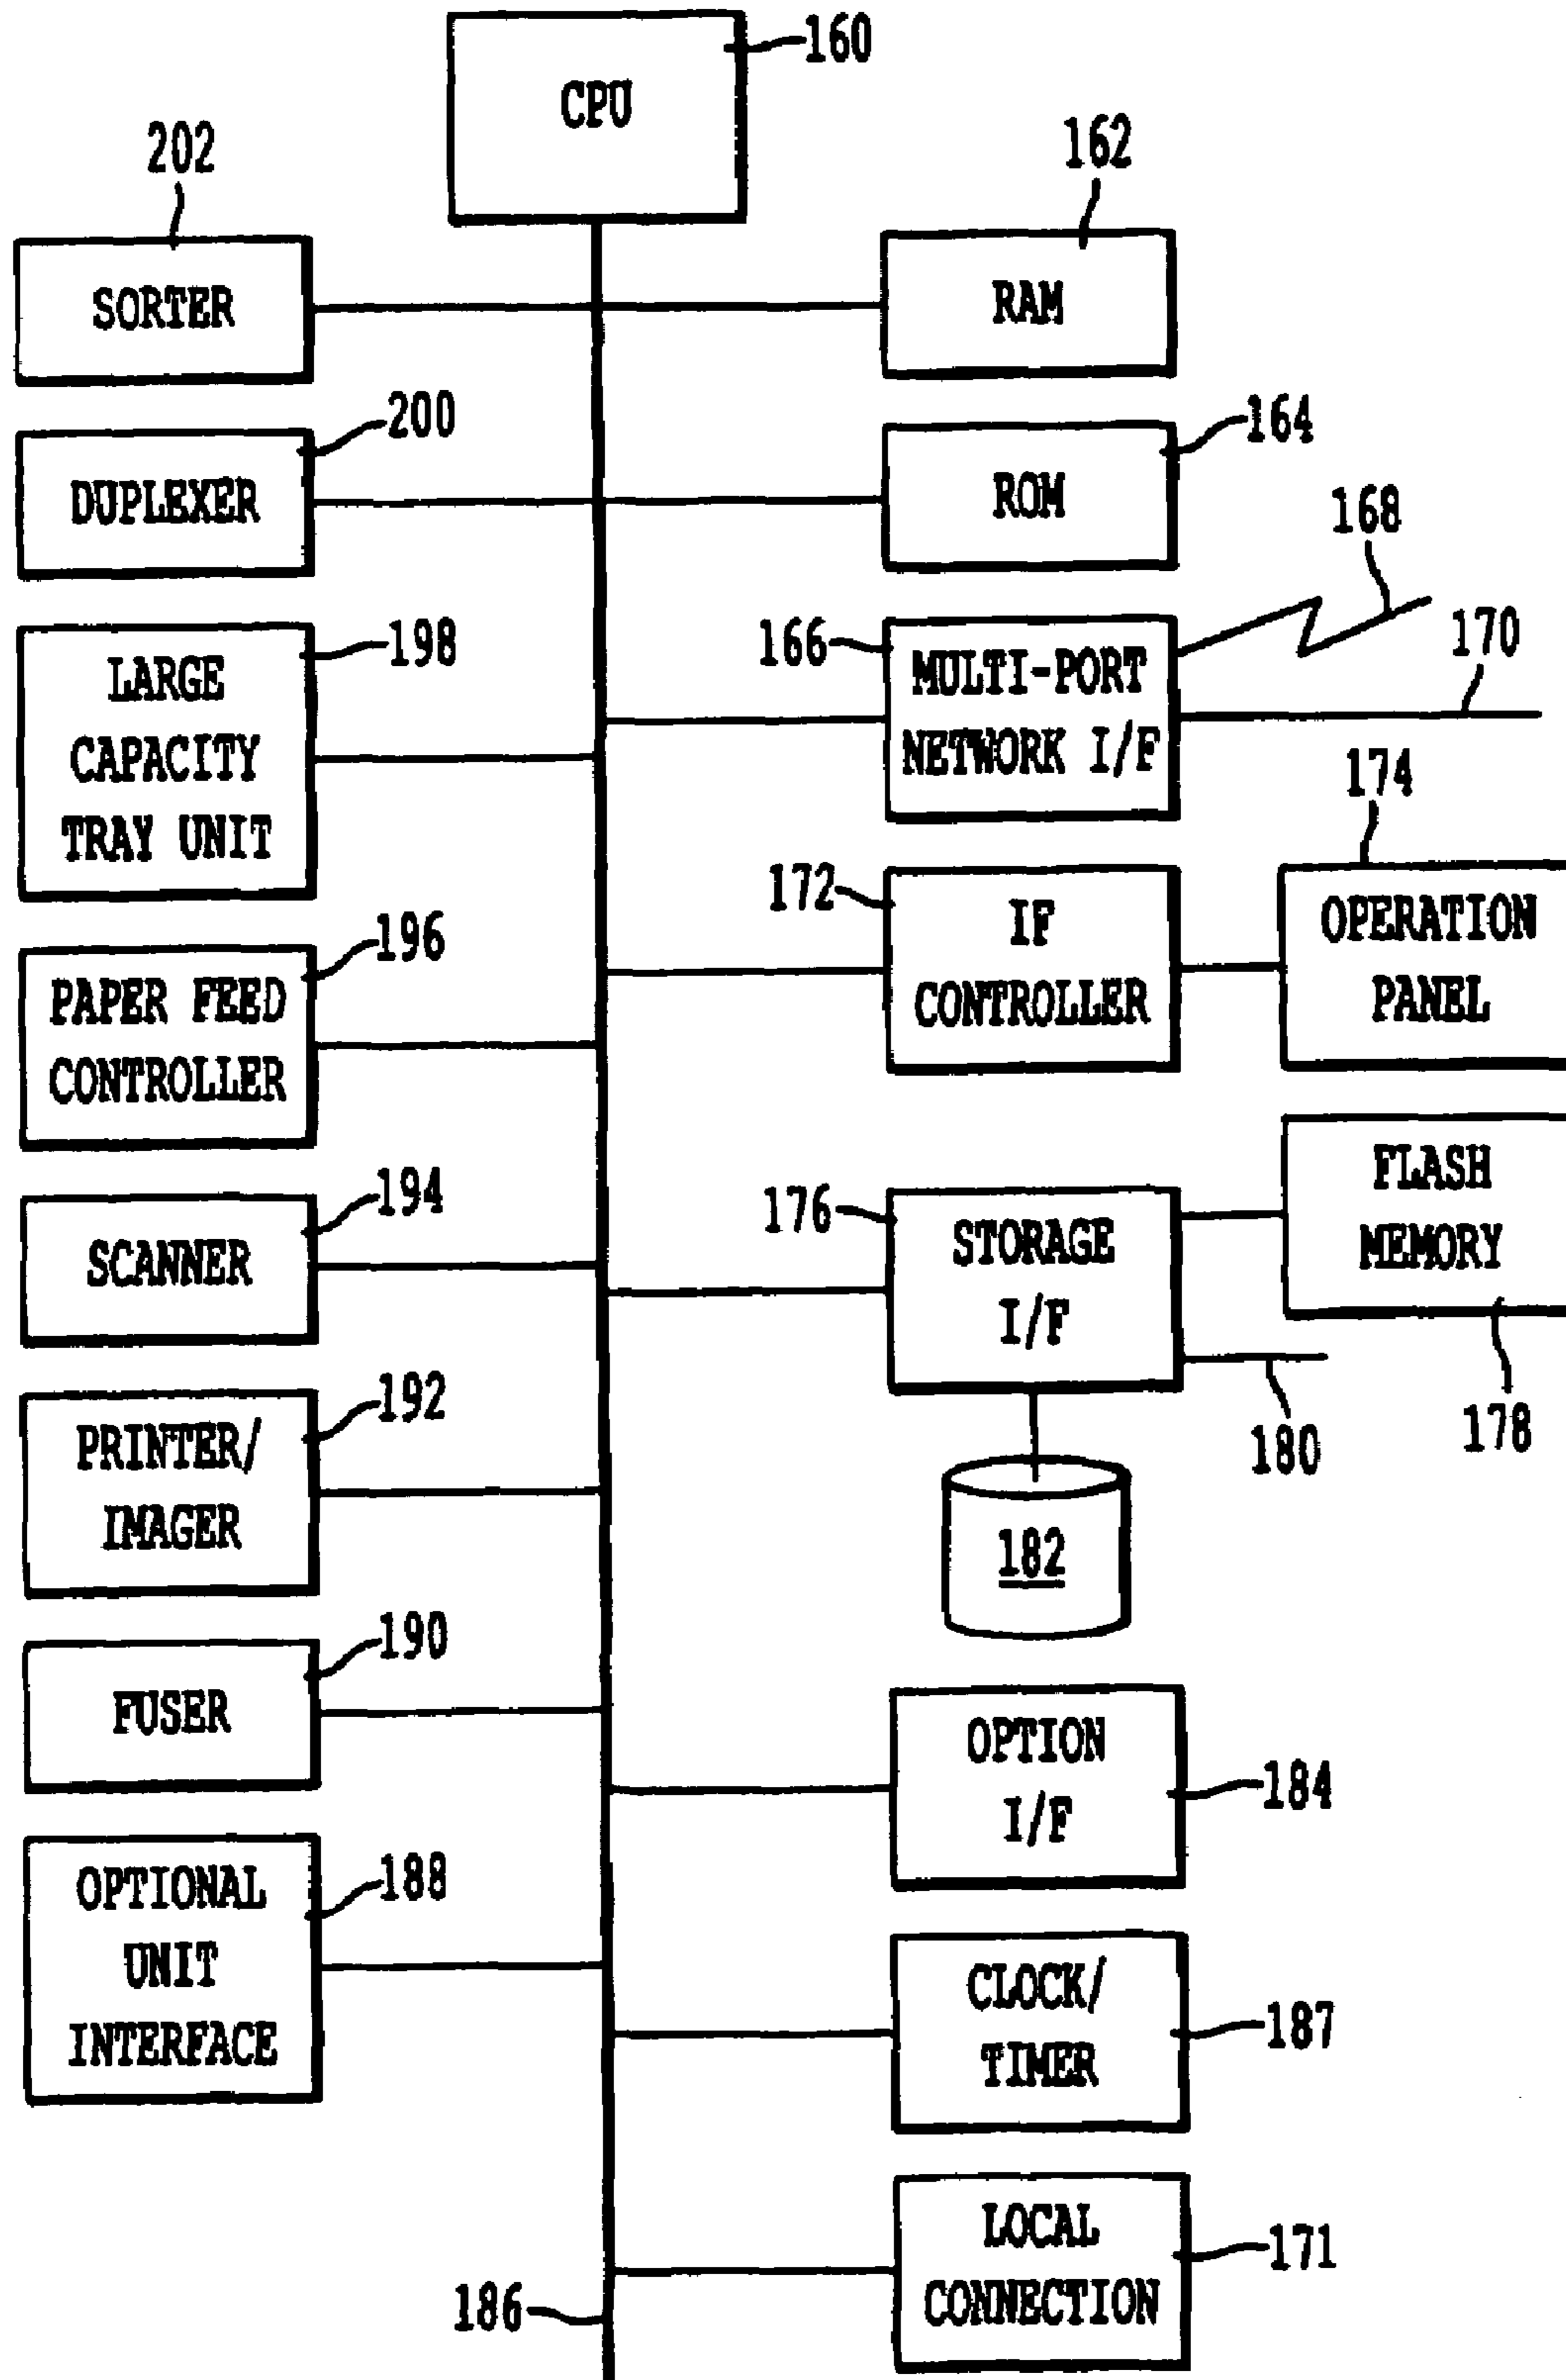 CPU
160
202
162
SORTER
RAM
200
164
DUPLEXER
ROM
168
198
166
170
LARGE
CAPACITY
TRAY UNIT
MULTI-PORT
NETWORK I/F
174
172
IF
CONTROLLER
OPERATION
PANEL
196
PAPER FEED
CONTROLLER
FLASH
MEMORY
194
176
SCANNER
STORAGE
I/F
192
178
180
PRINTER/
IMAGER
182
190
FUSER
OPTION
I/F
184
188
OPTIONAL
UNIT
INTERFACE
CLOCK/
TIMER
187
LOCAL
CONNECTION
171
186